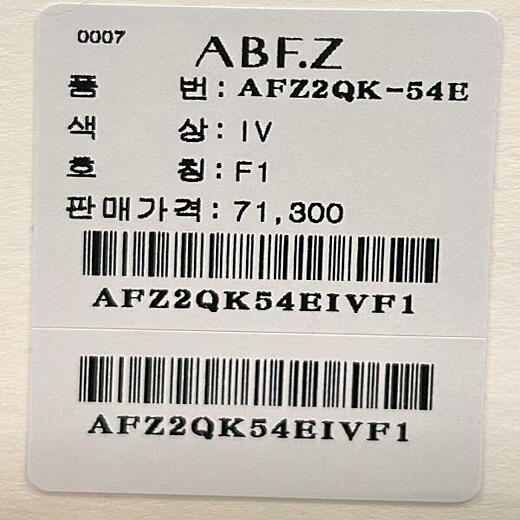 0007
ABF.Z
품 번 : AFZ2QK-54E
색 상 : IV
호 칭 : F1
판매가격 : 71,300
AFZ2QK54EIVF1
AFZ2QK54EIVF1